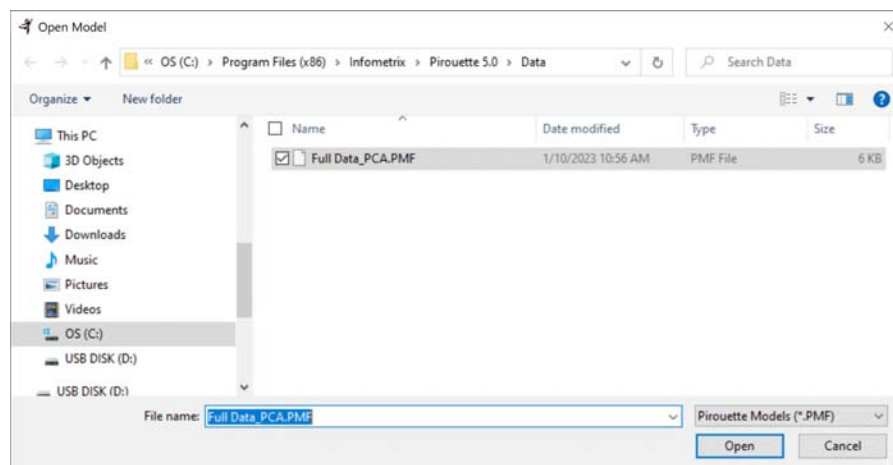 Open Model
« OS (C:) › Program Files (x86) › Infometrix › Pirouette 5.0 › Data
Search Data
Organize
New folder
This PC
3D Objects
Desktop
Documents
Downloads
Music
Pictures
Videos
OS (C:)
USB DISK (D:)
USB DISK (D:)
Name Date modified Type Size
Full Data_PCA.PMF 1/10/2023 10:56 AM PMF File 6 KB
File name: Full Data_PCA.PMF
Pirouette Models (*.PMF)
Open Cancel